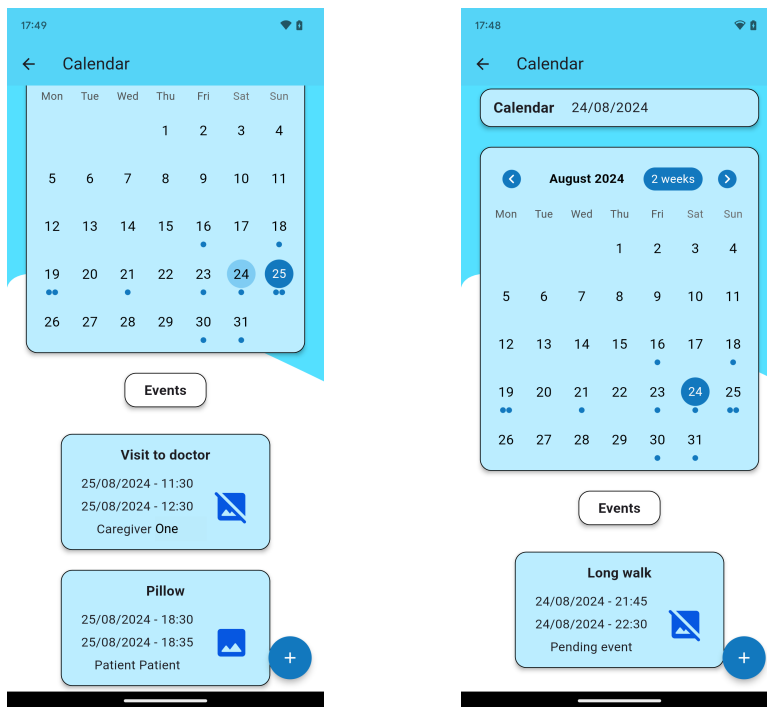 17:49
Calendar
Mon Tue Wed Thu Fri Sat Sun
1 2 3 4
5 6 7 8 9 10 11
12 13 14 15 16 17 18
19 20 21 22 23 24 25
26 27 28 29 30 31
Events
Visit to doctor
25/08/2024 - 11:30
25/08/2024 - 12:30
Caregiver One
Pillow
25/08/2024 - 18:30
25/08/2024 - 18:35
Patient Patient
+
17:48
Calendar
Calendar 24/08/2024
August 2024 2 weeks
Mon Tue Wed Thu Fri Sat Sun
1 2 3 4
5 6 7 8 9 10 11
12 13 14 15 16 17 18
19 20 21 22 23 24 25
26 27 28 29 30 31
Events
Long walk
24/08/2024 - 21:45
24/08/2024 - 22:30
Pending event
+